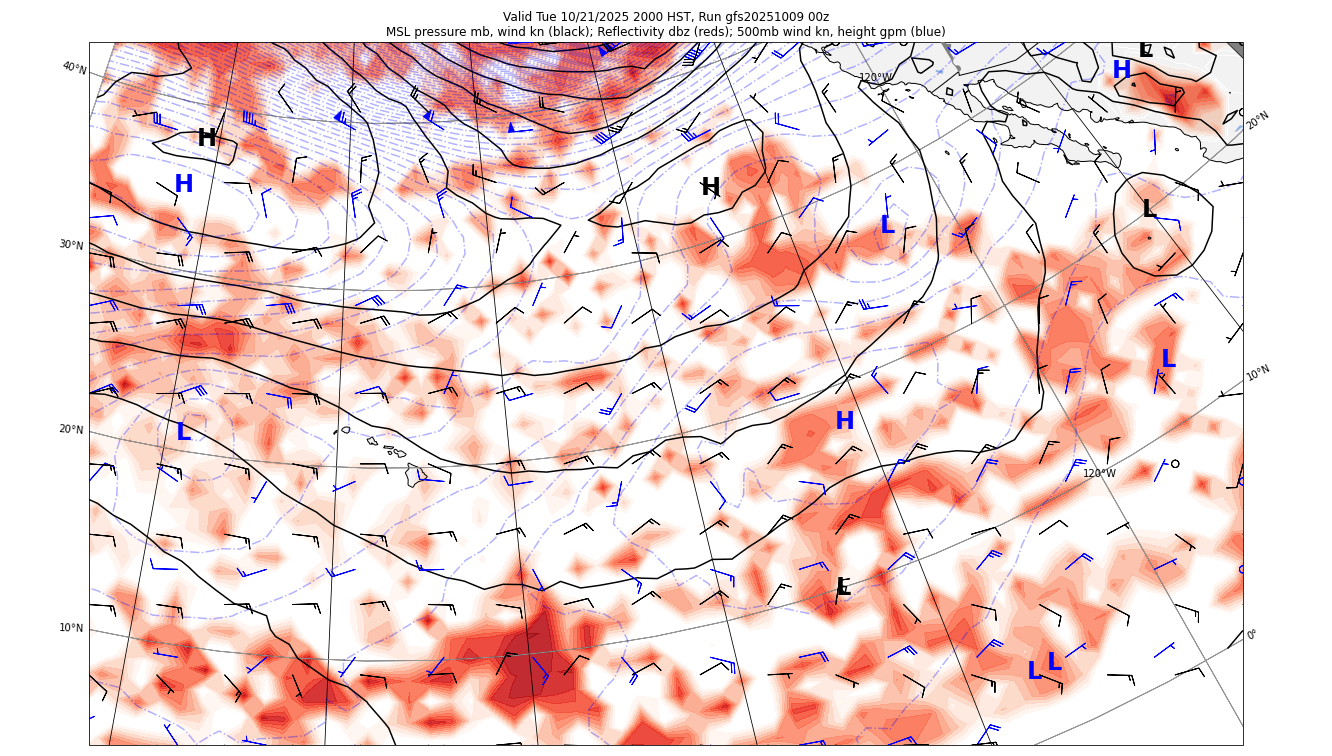 Valid Tue 10/21/2025 2000 HST, Run gfs20251009 00z
MSL pressure mb, wind kn (black); Reflectivity dbz (reds); 500mb wind kn, height gpm (blue)
L
40°N
H
120°W
20°N
H
H
H
L
L
30°N
L
10°N
H
20°N
L
120°W
L
10°N
0°
L
L